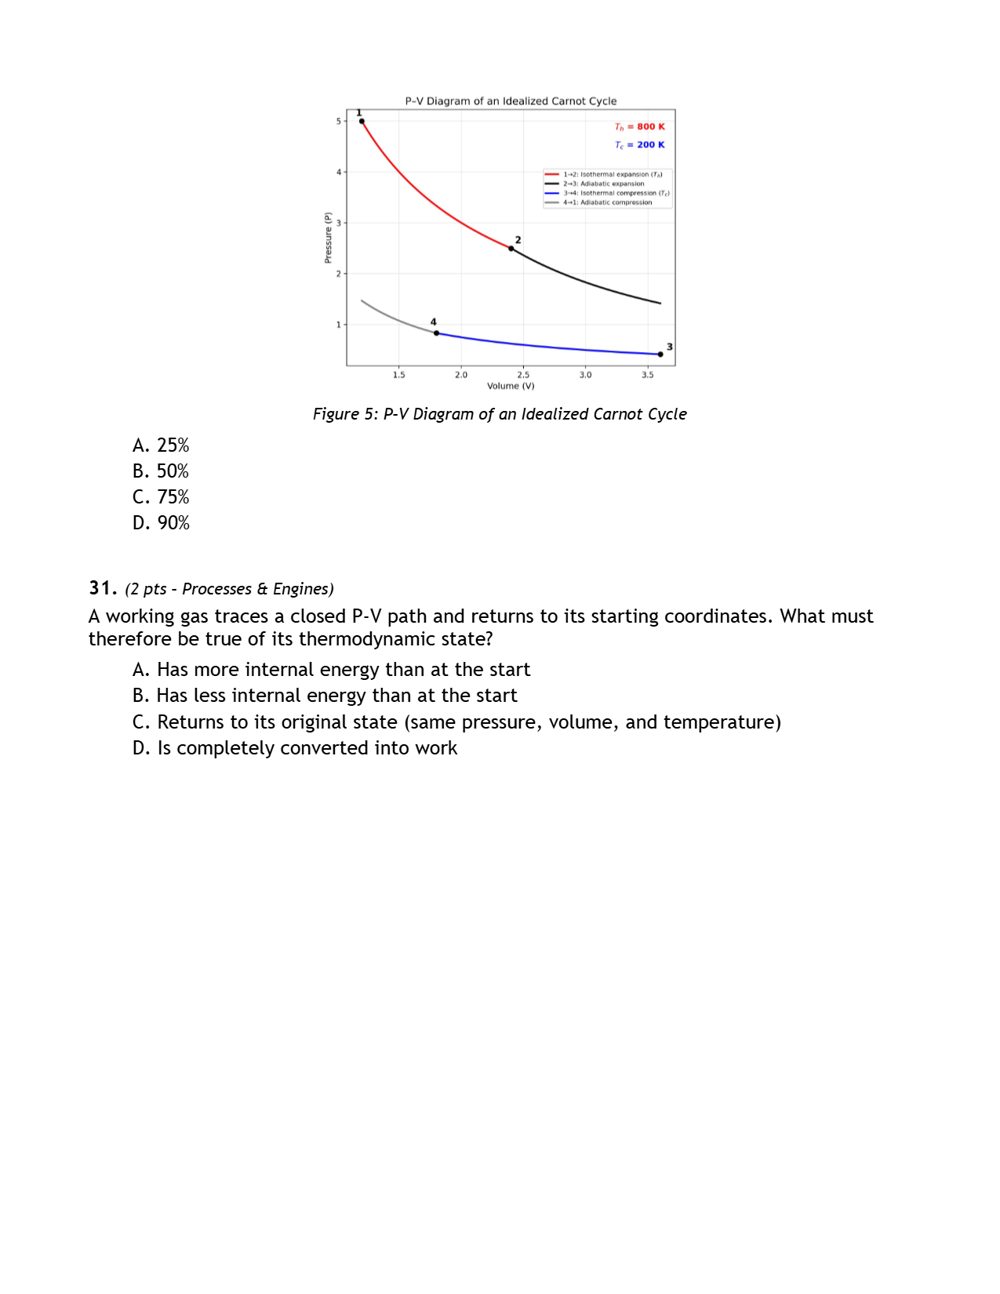 P–V Diagram of an Idealized Carnot Cycle
1
5
Tₕ = 800 K
T꜀ = 200 K
4
1→2: Isothermal expansion (Tₕ)
2→3: Adiabatic expansion
3→4: Isothermal compression (T꜀)
4→1: Adiabatic compression
Pressure (P)
3
2
2
4
1
3
1.5 2.0 2.5 3.0 3.5
Volume (V)
Figure 5: P-V Diagram of an Idealized Carnot Cycle
A. 25%
B. 50%
C. 75%
D. 90%
31. (2 pts - Processes & Engines)
A working gas traces a closed P-V path and returns to its starting coordinates. What must
therefore be true of its thermodynamic state?
A. Has more internal energy than at the start
B. Has less internal energy than at the start
C. Returns to its original state (same pressure, volume, and temperature)
D. Is completely converted into work